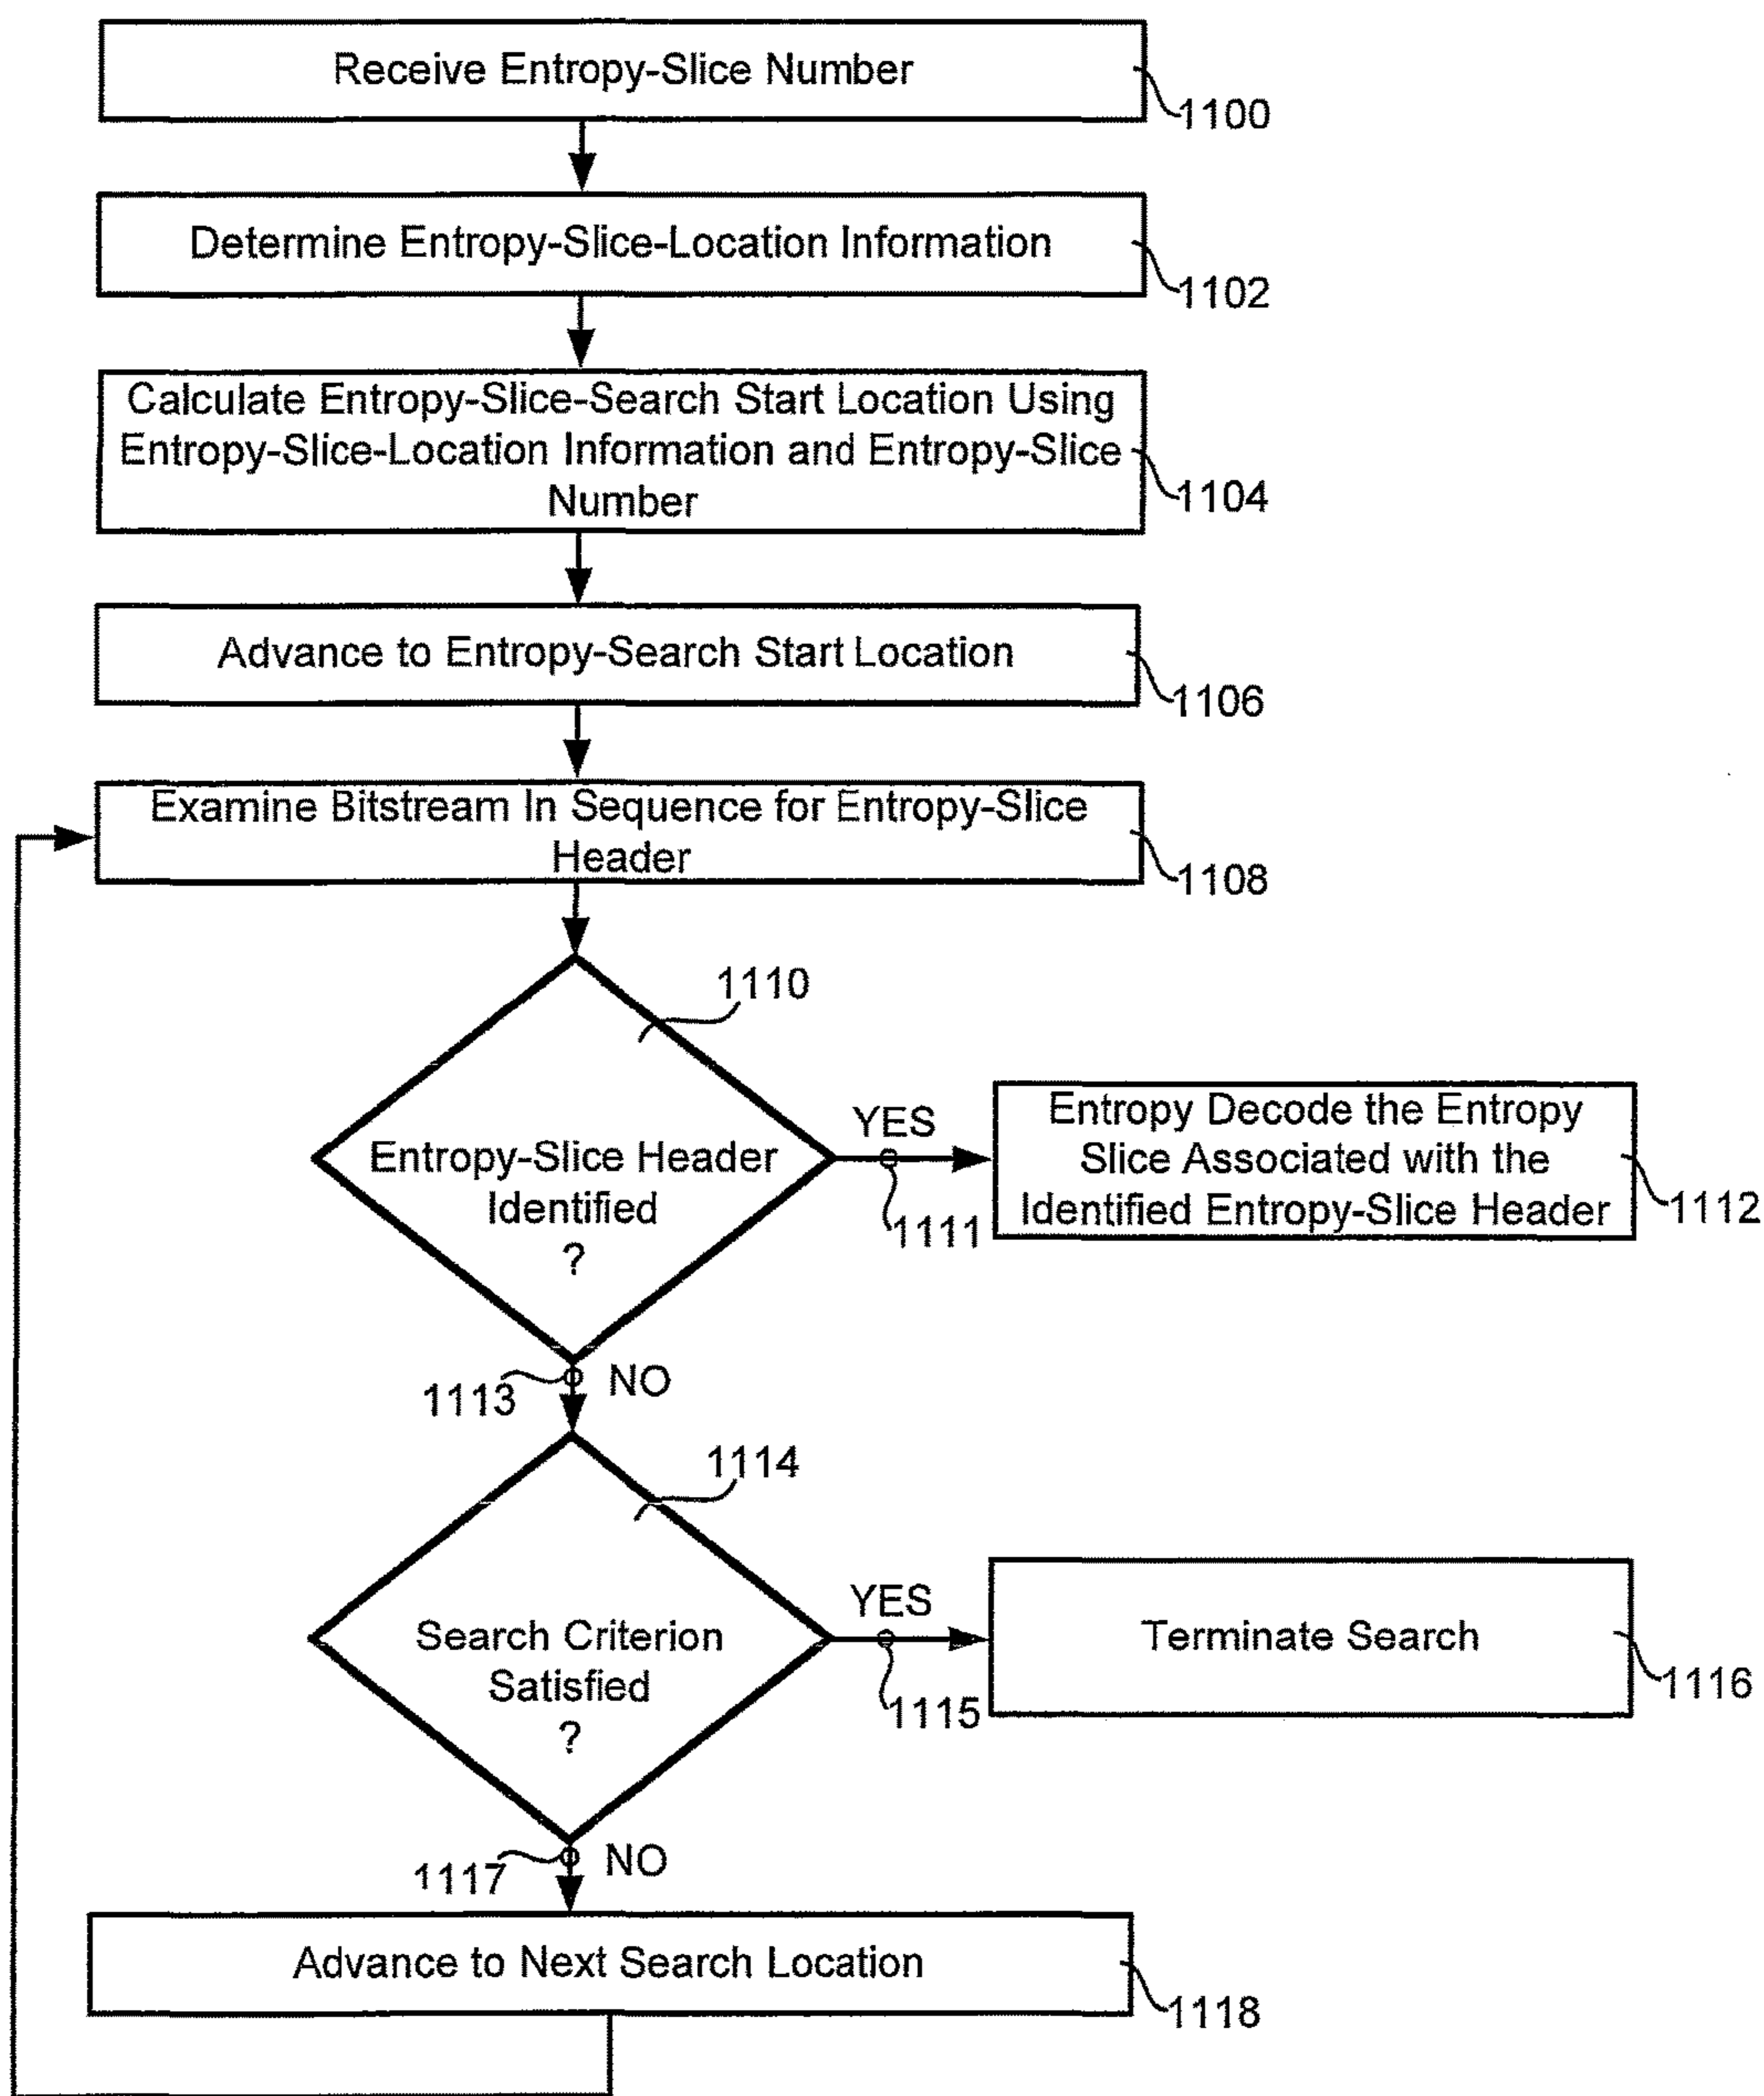 Receive Entropy-Slice Number
1100
Determine Entropy-Slice-Location Information
1102
Calculate Entropy-Slice-Search Start Location Using
Entropy-Slice-Location Information and Entropy-Slice
Number
1104
Advance to Entropy-Search Start Location
1106
Examine Bitstream In Sequence for Entropy-Slice
Header
1108
1110
Entropy-Slice Header
Identified
?
YES
1111
Entropy Decode the Entropy
Slice Associated with the
Identified Entropy-Slice Header
1112
1113
NO
1114
Search Criterion
Satisfied
?
YES
1115
Terminate Search
1116
1117
NO
Advance to Next Search Location
1118